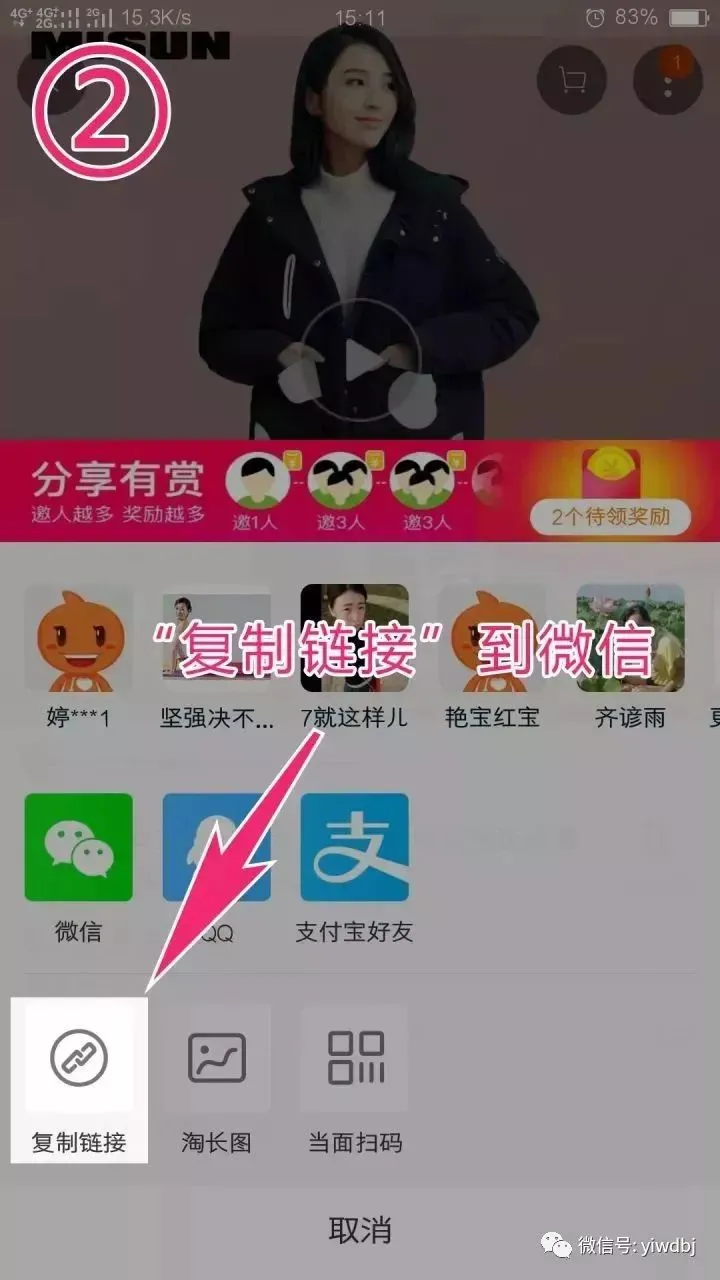 4G+ 4G+ 2G 15.3K/s 15:11 83%
2G
MISUN
②
1
分享有赏
邀人越多 奖励越多
邀1人 邀3人 邀3人
2个待领奖励
“复制链接”到微信
婷***1 坚强决不... 7就这样儿 艳宝红宝 齐谚雨
微信 QQ 支付宝好友
支
复制链接 淘长图 当面扫码
取消
微信号: yiwdbj